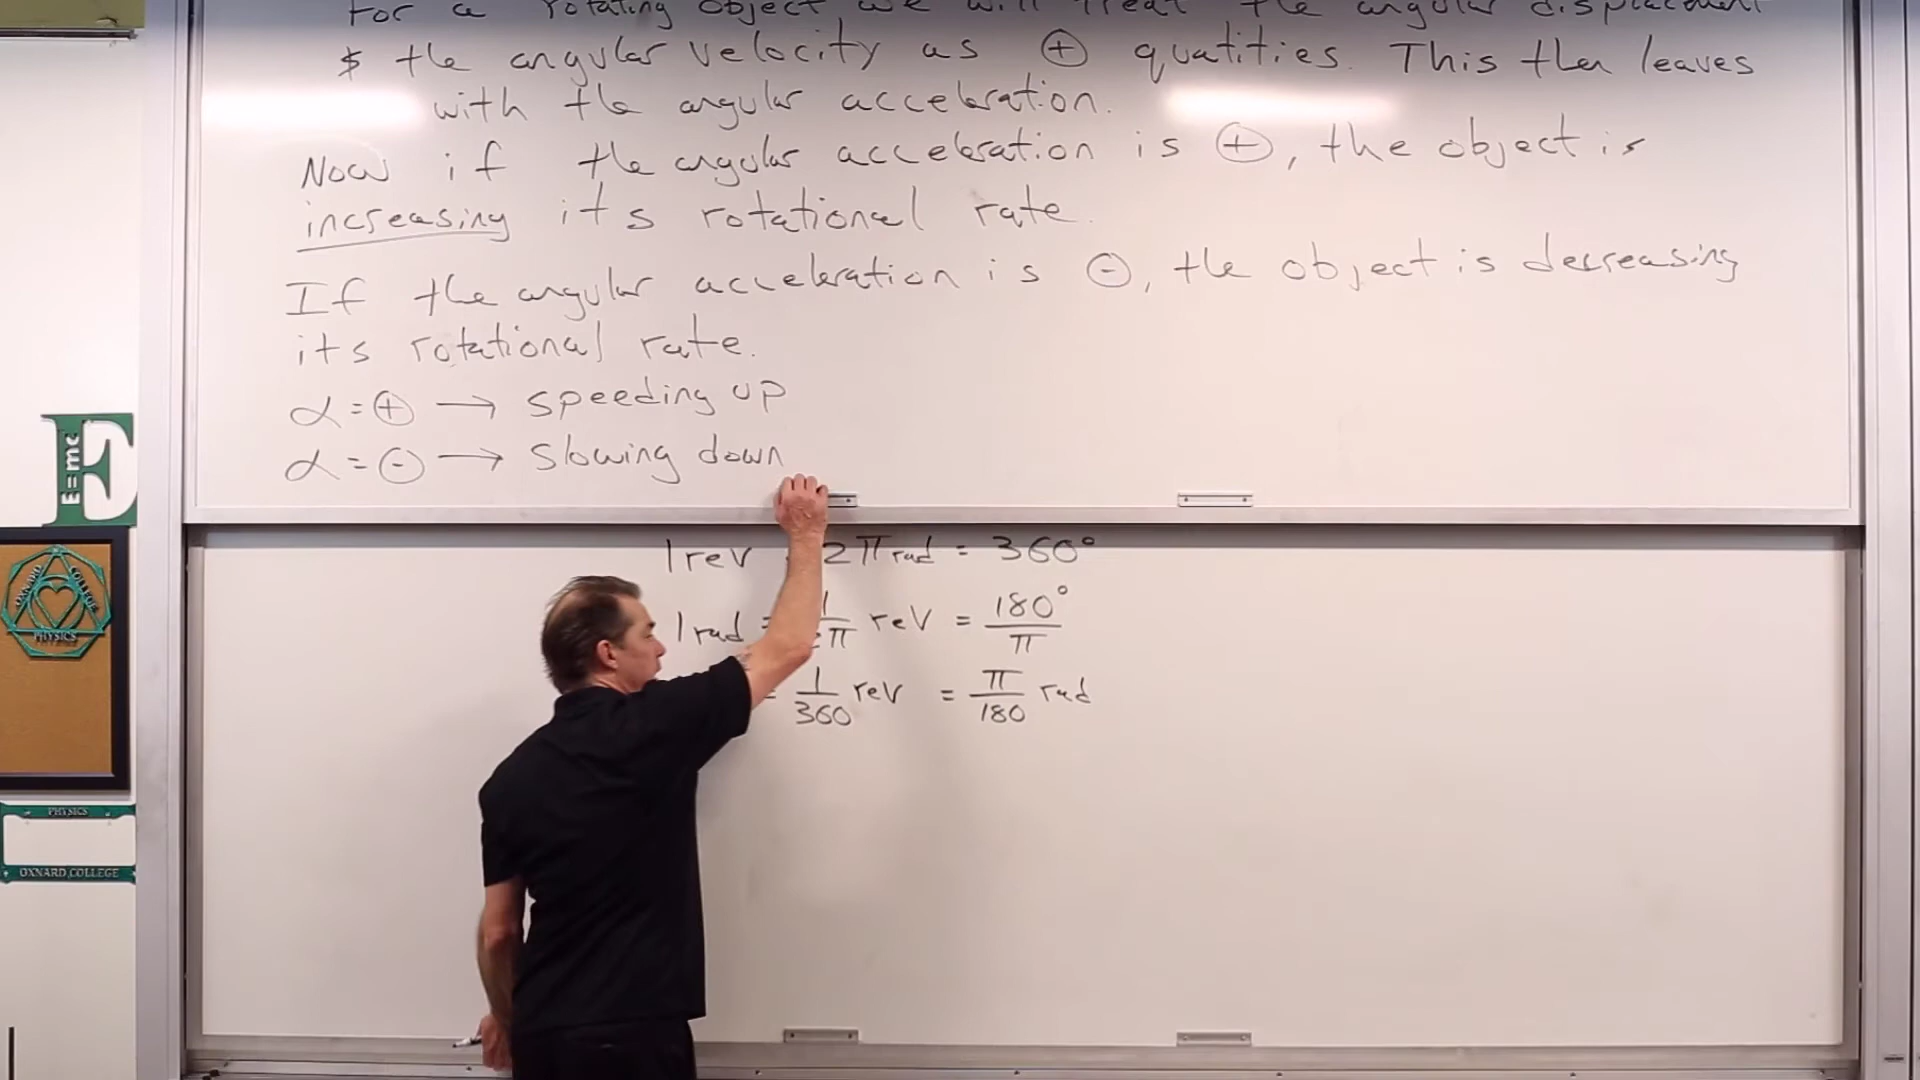 For a rotating object, we will treat the angular displacement
$ the angular velocity as ⊕ quatities. This then leaves
with the angular acceleration.
Now if the angular acceleration is ⊕, the object is
increasing its rotational rate.
If the angular acceleration is ⊖, the object is decreasing
its rotational rate.
α = ⊕ → speeding up
α = ⊖ → slowing down
E=mc
1 rev = 2π rad = 360°
1 rad = 1/2π rev = 180°/π
= 1/360 rev = π/180 rad
OXNARD COLLEGE
PHYSICS
PHYSICS
OXNARD COLLEGE